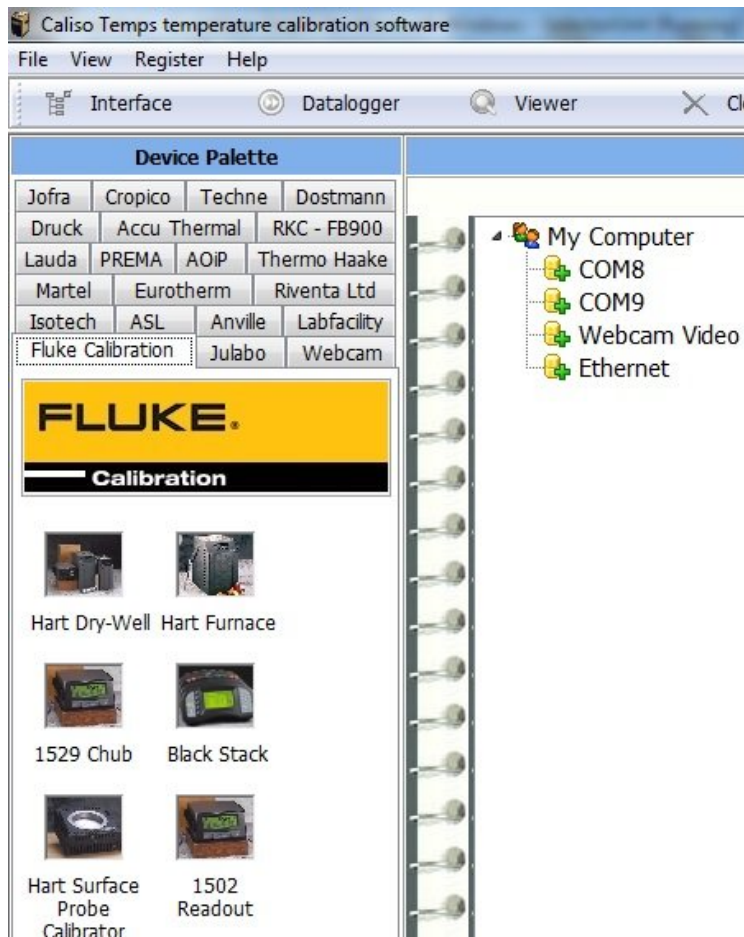 Caliso Temps temperature calibration software
File View Register Help
Interface Datalogger Viewer
Device Palette
Jofra Cropico Techne Dostmann
Druck Accu Thermal RKC - FB900
Lauda PREMA AOiP Thermo Haake
Martel Eurotherm Riventa Ltd
Isotech ASL Anville Labfacility
Fluke Calibration Julabo Webcam
FLUKE®
Calibration
Hart Dry-Well Hart Furnace
1529 Chub Black Stack
Hart Surface
Probe
Calibrator
1502
Readout
My Computer
COM8
COM9
Webcam Video
Ethernet